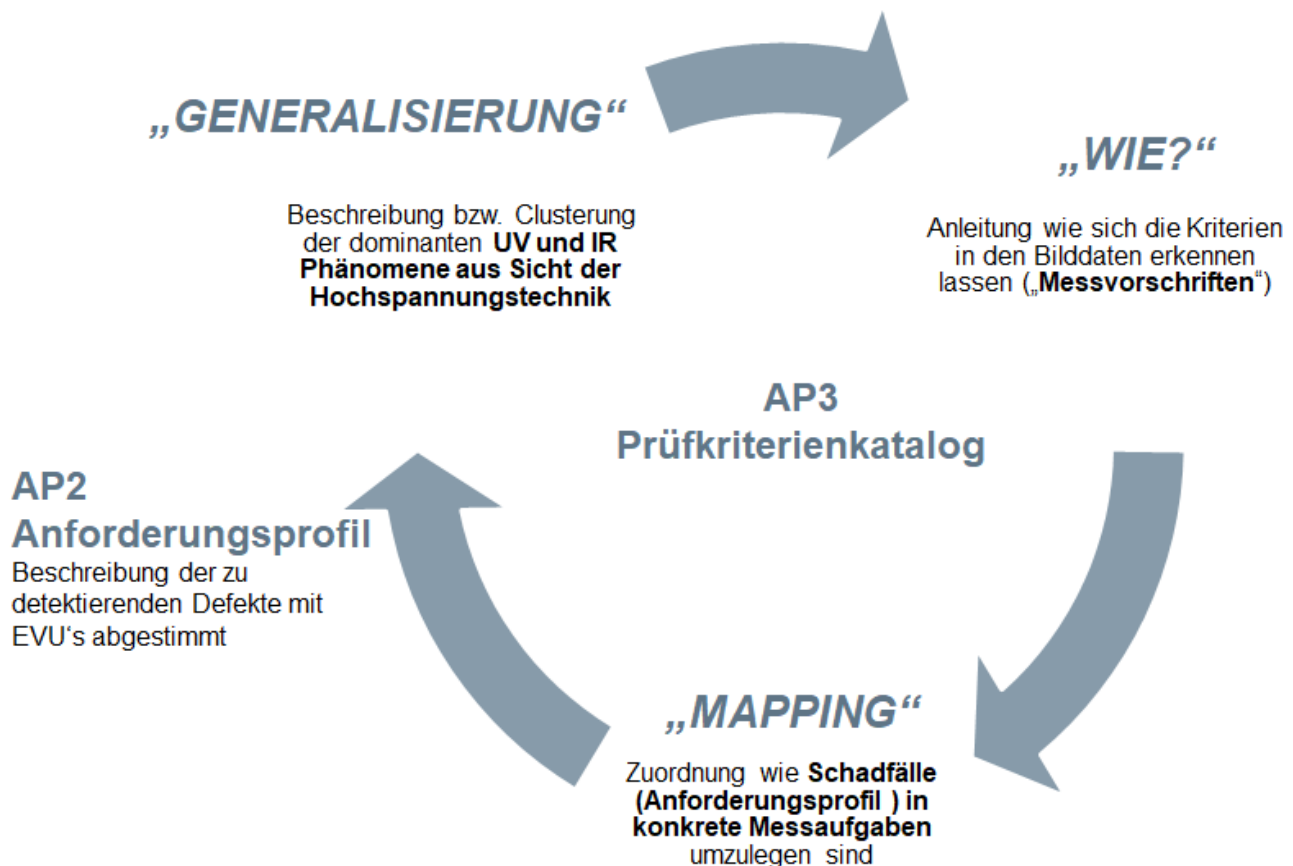 „GENERALISIERUNG“
Beschreibung bzw. Clusterung
der dominanten UV und IR
Phänomene aus Sicht der
Hochspannungstechnik
„WIE?“
Anleitung wie sich die Kriterien
in den Bilddaten erkennen
lassen („Messvorschriften“)
AP3
Prüfkriterienkatalog
AP2
Anforderungsprofil
Beschreibung der zu
detektierenden Defekte mit
EVU‘s abgestimmt
„MAPPING“
Zuordnung wie Schadfälle
(Anforderungsprofil ) in
konkrete Messaufgaben
umzulegen sind